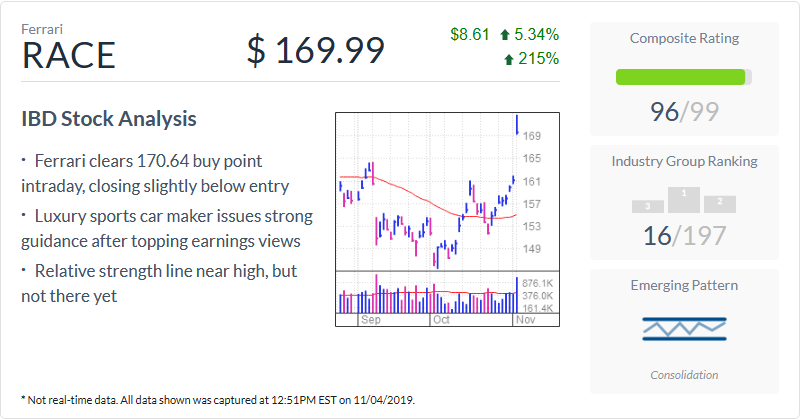 Ferrari
RACE
$ 169.99
$8.61 5.34%
215%
IBD Stock Analysis
• Ferrari clears 170.64 buy point
intraday, closing slightly below entry
• Luxury sports car maker issues strong
guidance after topping earnings views
• Relative strength line near high, but
not there yet
169
165
161
157
153
149
876.1K
376.0K
161.4K
Sep Oct Nov
Composite Rating
96/99
Industry Group Ranking
3 1 2
16/197
Emerging Pattern
Consolidation
* Not real-time data. All data shown was captured at 12:51PM EST on 11/04/2019.